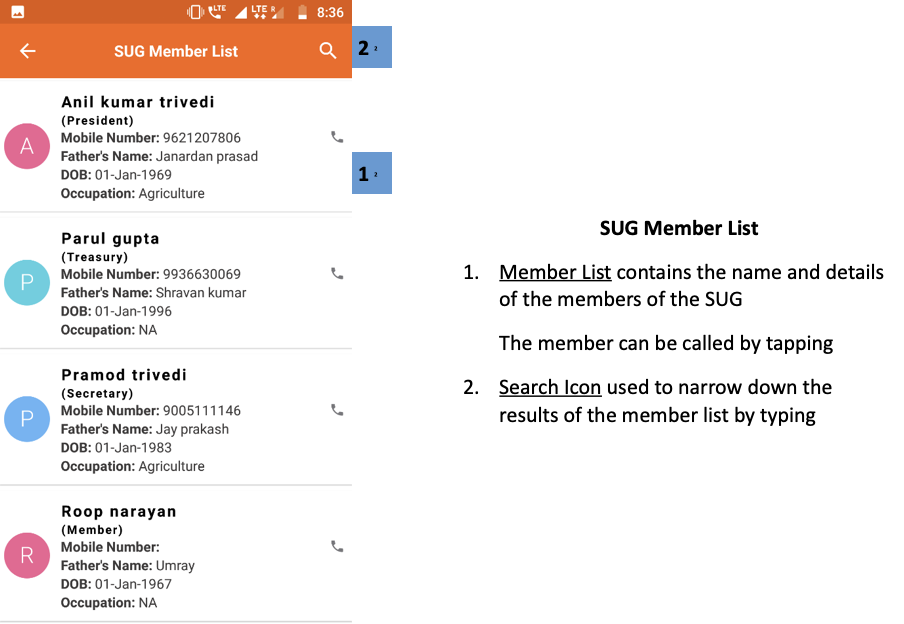 LTE LTE R 8:36
SUG Member List
2 2
Anil kumar trivedi
(President)
A
Mobile Number: 9621207806
Father's Name: Janardan prasad
DOB: 01-Jan-1969
Occupation: Agriculture
1 2
Parul gupta
(Treasury)
P
Mobile Number: 9936630069
Father's Name: Shravan kumar
DOB: 01-Jan-1996
Occupation: NA
Pramod trivedi
(Secretary)
P
Mobile Number: 9005111146
Father's Name: Jay prakash
DOB: 01-Jan-1983
Occupation: Agriculture
Roop narayan
(Member)
R
Mobile Number:
Father's Name: Umray
DOB: 01-Jan-1967
Occupation: NA
SUG Member List
1. Member List contains the name and details
of the members of the SUG
The member can be called by tapping
2. Search Icon used to narrow down the
results of the member list by typing